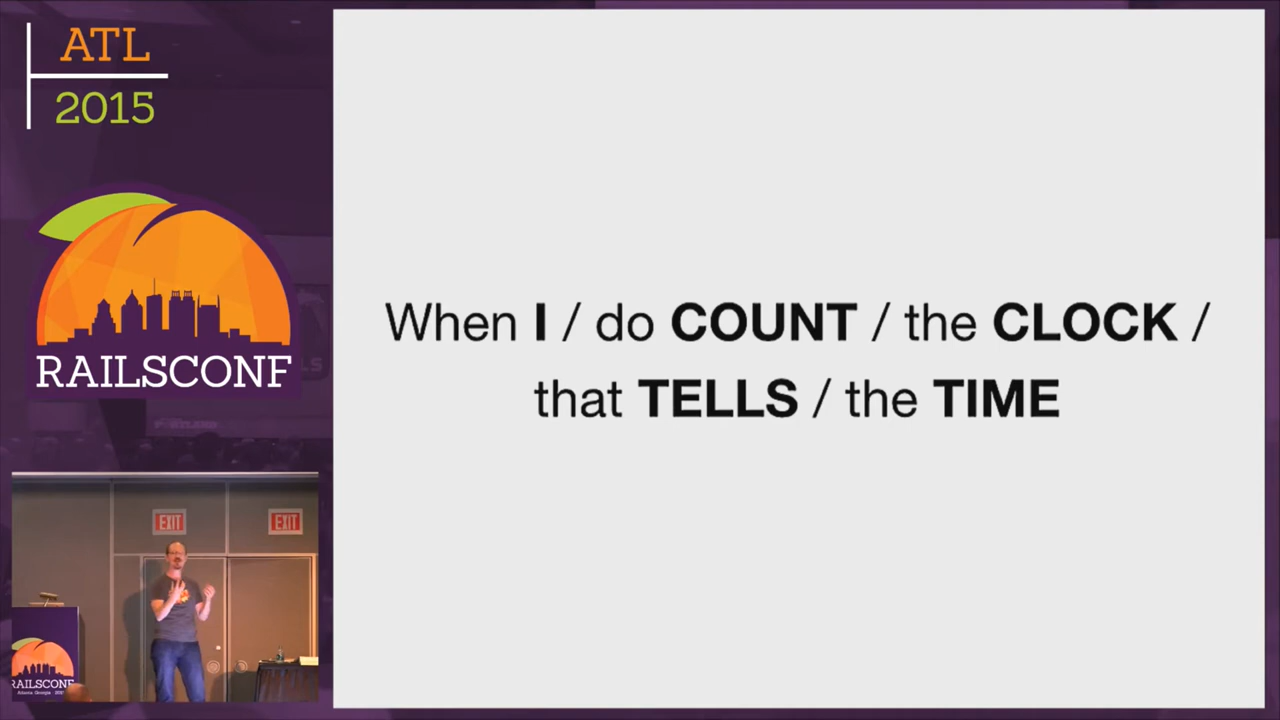 ATL
2015
RAILSCONF
When I / do COUNT / the CLOCK /
that TELLS / the TIME
EXIT
EXIT
RAILSCONF